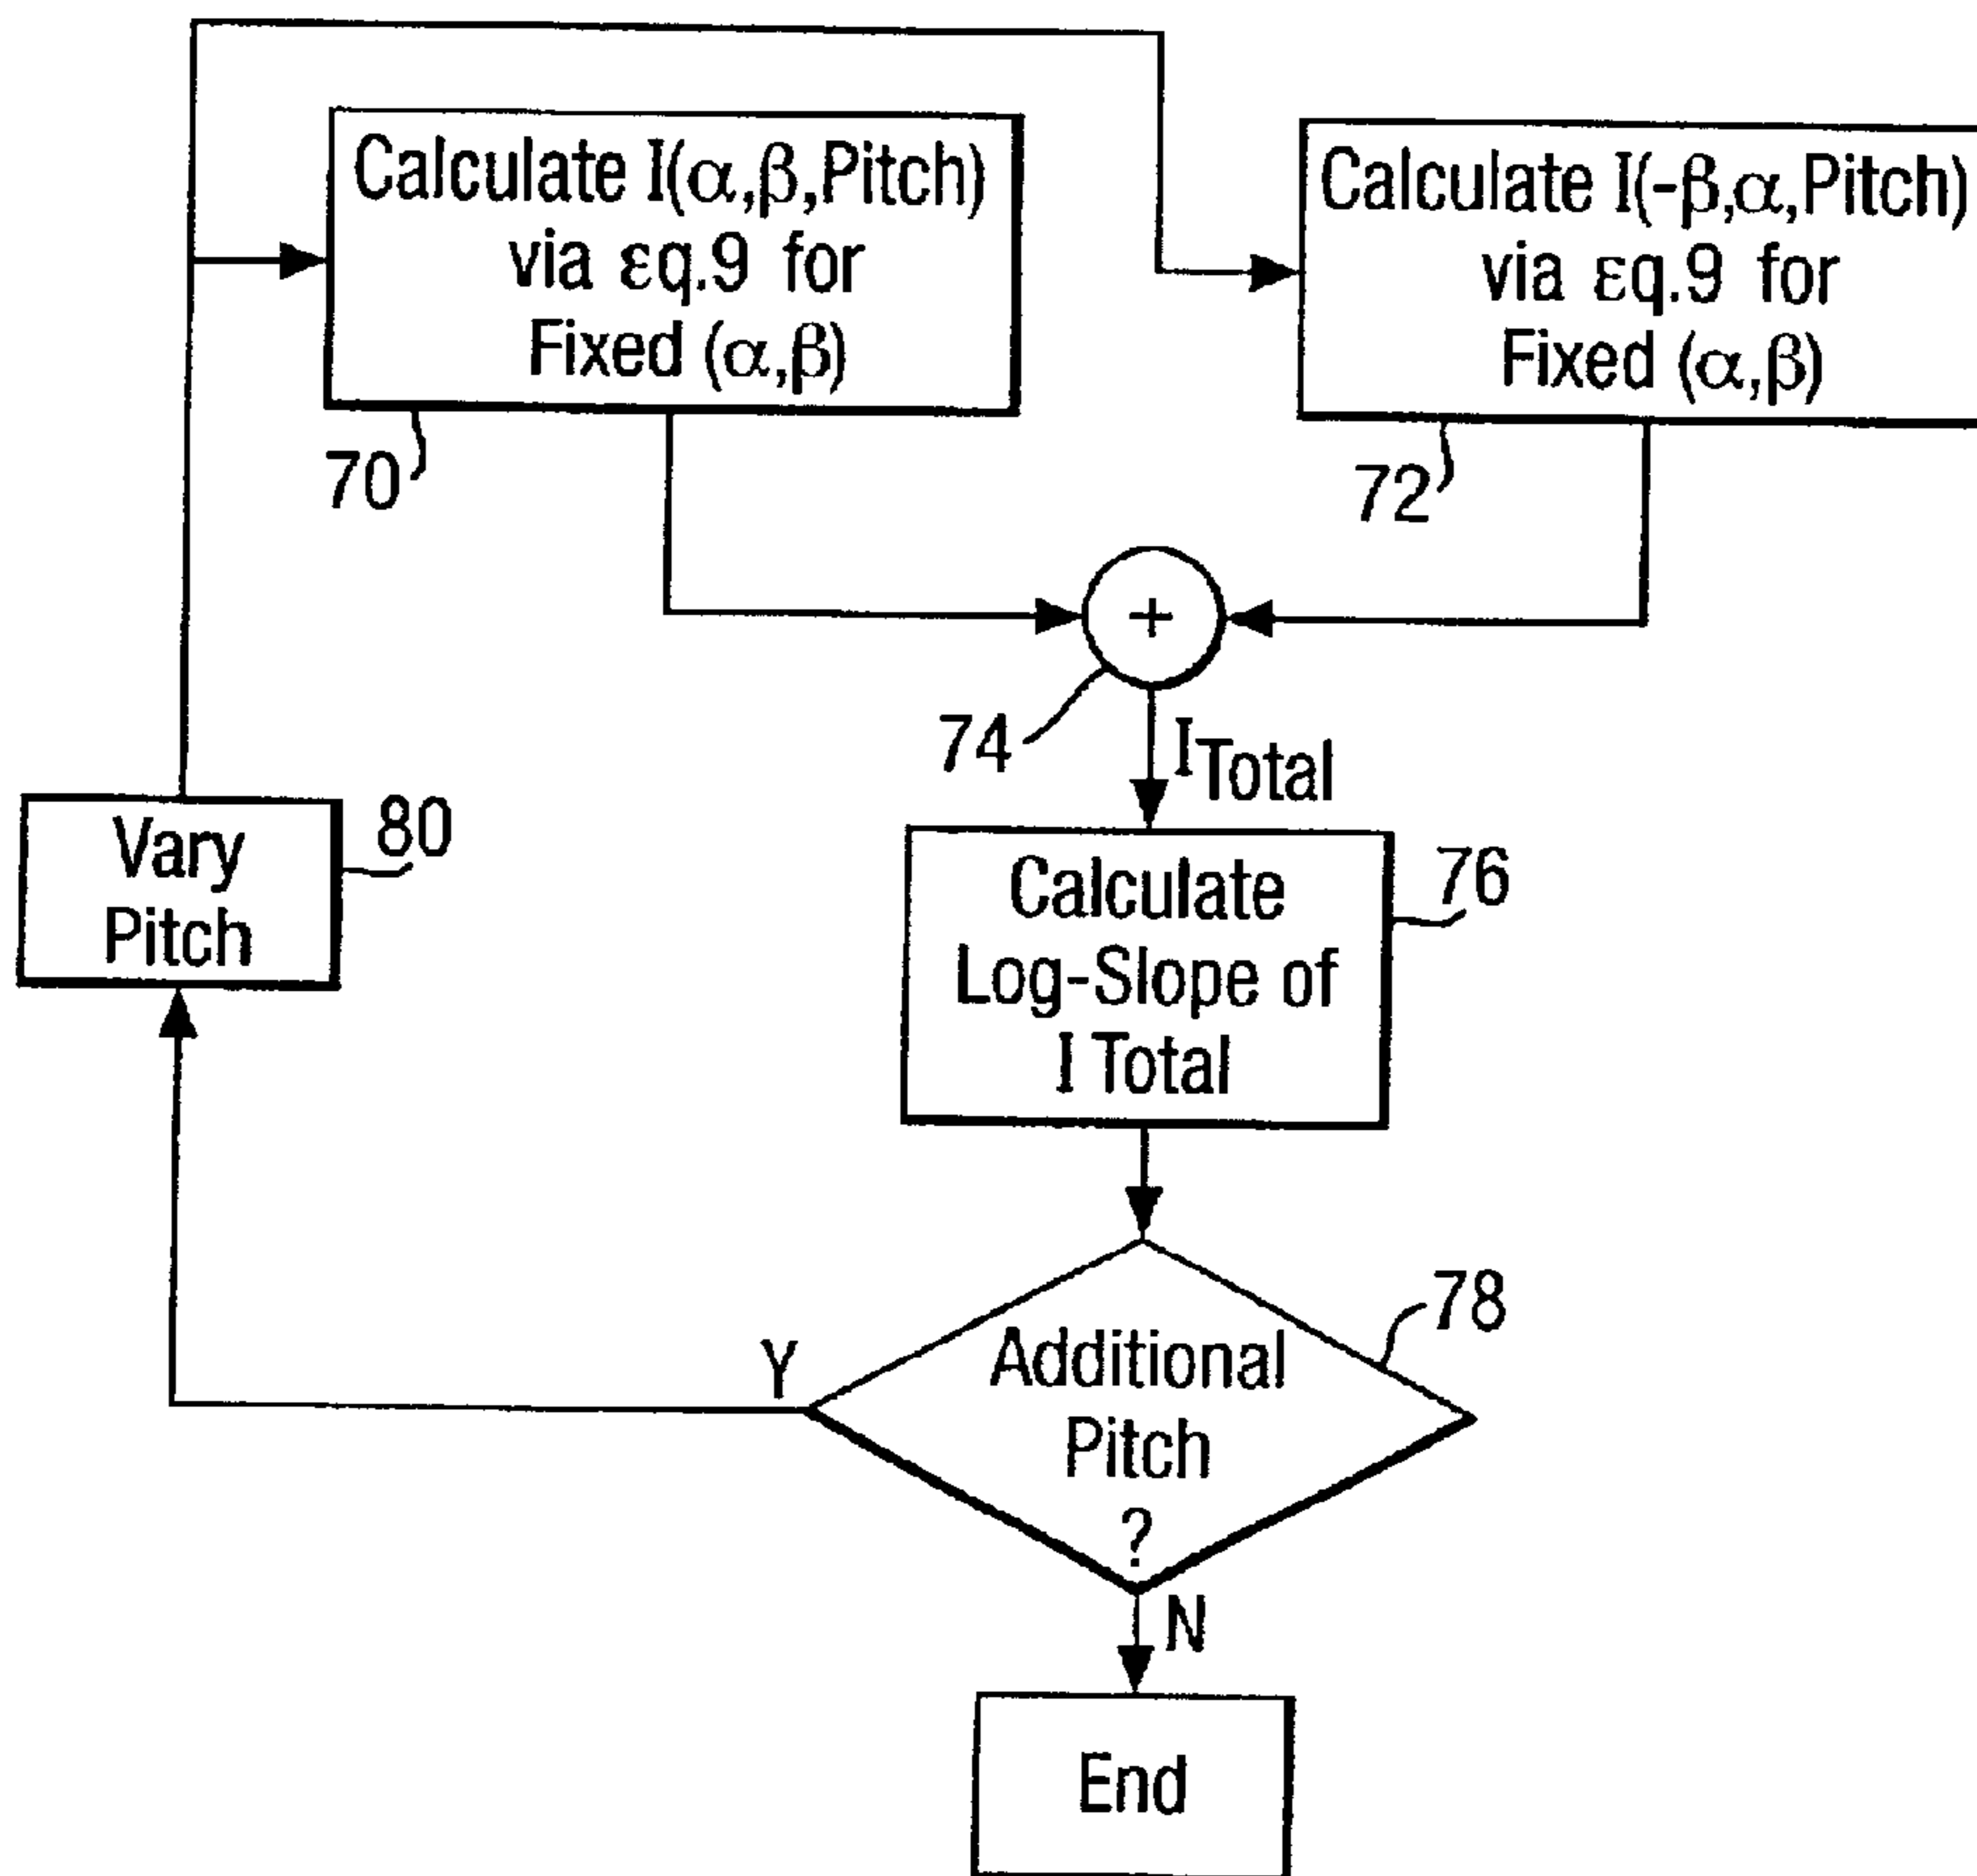 Calculate I(α,β,Pitch)
via εq.9 for
Fixed (α,β)
70
Calculate I(-β,α,Pitch)
via εq.9 for
Fixed (α,β)
72
+
74
I Total
Vary
Pitch
80
Calculate
Log-Slope of
I Total
76
Additional
Pitch
?
78
Y
N
End